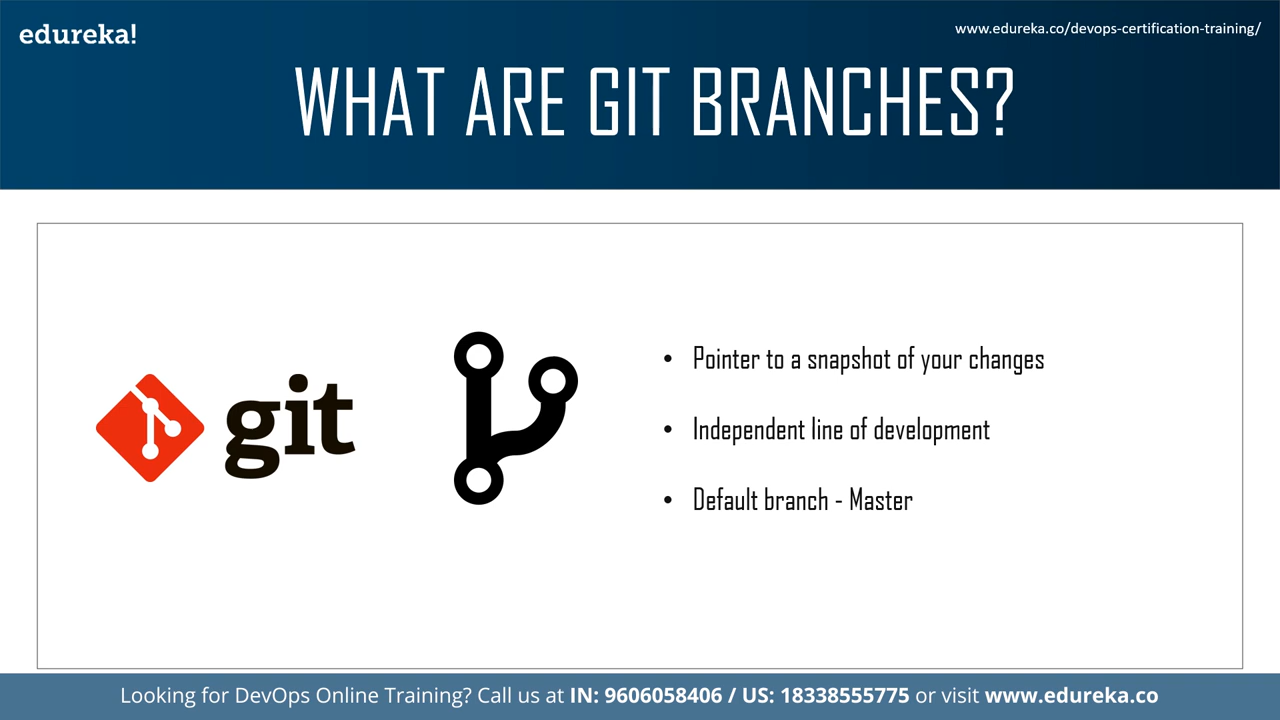 edureka!
www.edureka.co/devops-certification-training/
WHAT ARE GIT BRANCHES?
git
• Pointer to a snapshot of your changes
• Independent line of development
• Default branch - Master
Looking for DevOps Online Training? Call us at IN: 9606058406 / US: 18338555775 or visit www.edureka.co